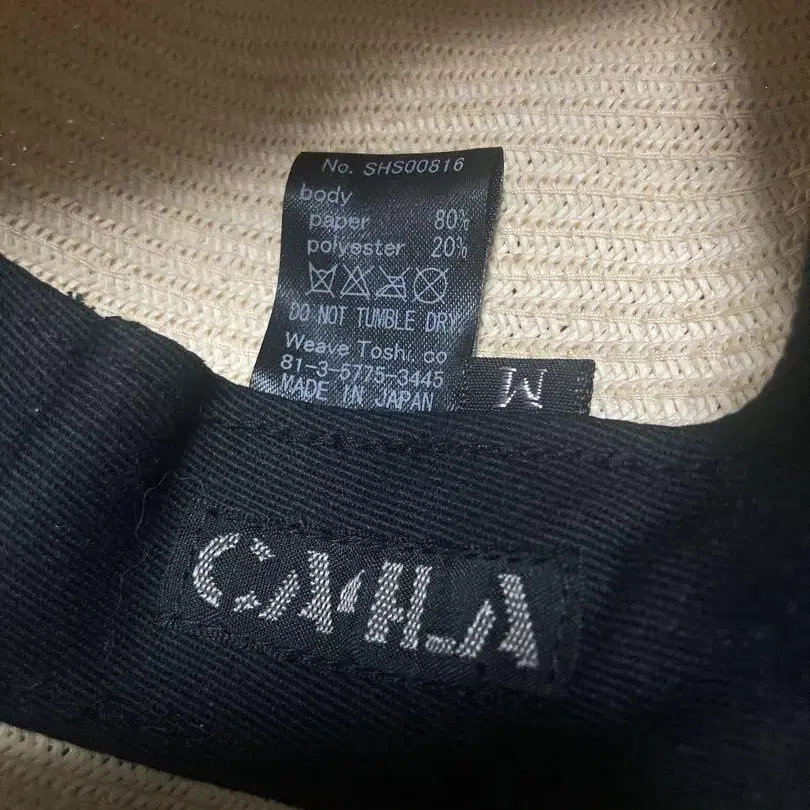 No. SHS00816
body
paper 80%
polyester 20%
DO NOT TUMBLE DRY
Weave Toshi. co
81-3-5775-3445
MADE IN JAPAN
M
CA4LA